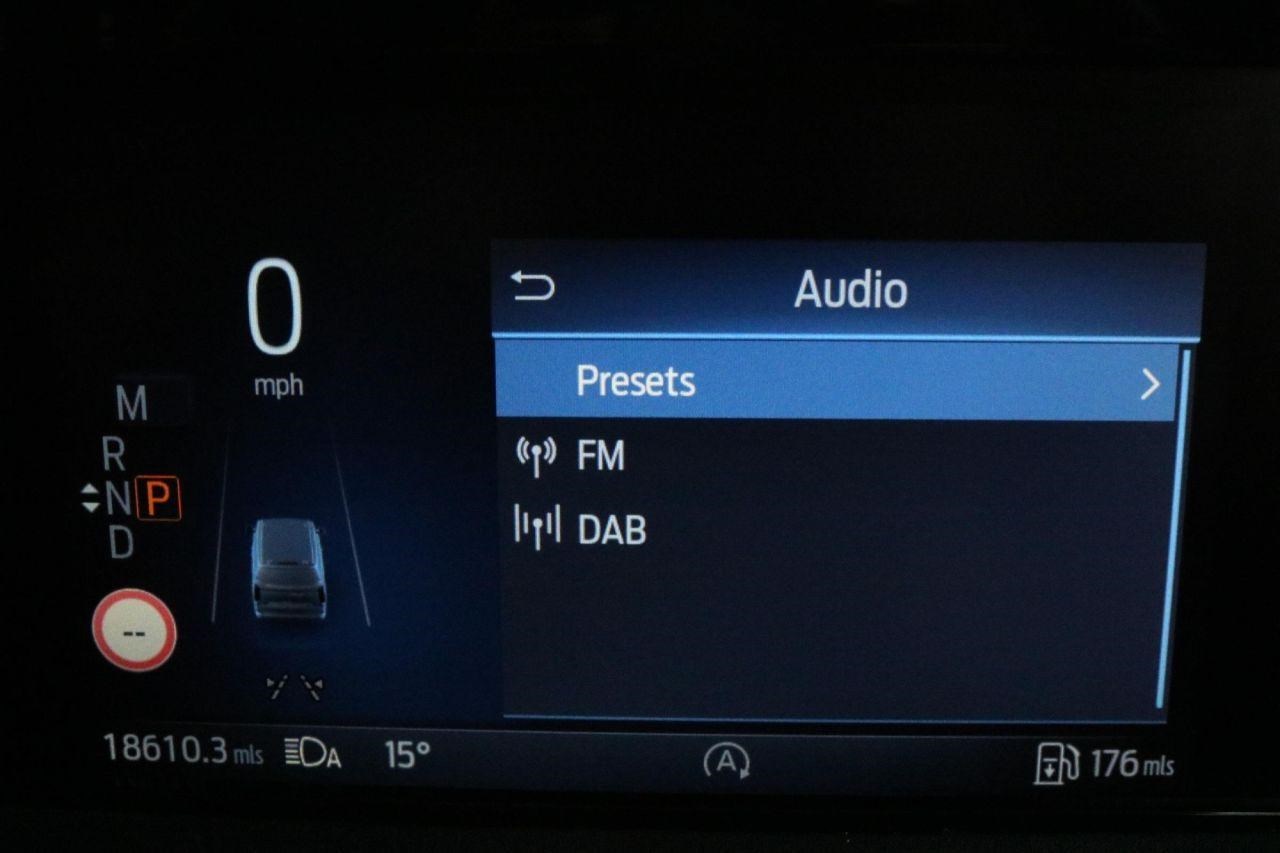 Audio
0
mph
Presets
M
R
FM
N P
D
DAB
--
18610.3 mls
A
15°
A
176 mls